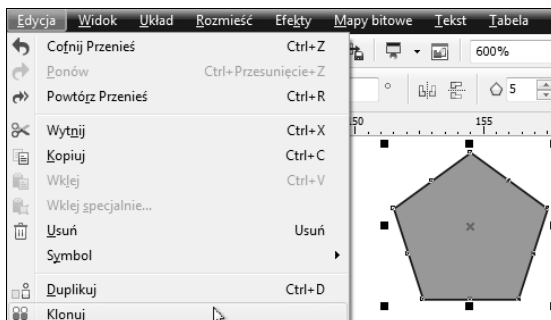 Edycja Widok Układ Rozmieść Efekty Mapy bitowe Tekst Tabela
Cofnij Przenieś Ctrl+Z
600%
Ponów Ctrl+Przesunięcie+Z
Powtórz Przenieś Ctrl+R
° 5
Wytnij Ctrl+X
50 155
Kopiuj Ctrl+C
Wklej Ctrl+V
Wklej specjalnie...
Usuń Usuń
Symbol
Duplikuj Ctrl+D
Klonuj